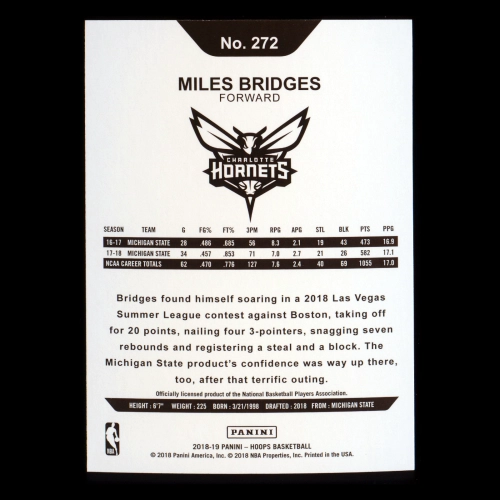 No. 272
MILES BRIDGES
FORWARD
CHARLOTTE
HORNETS
SEASON TEAM G FG% FT% 3PM RPG APG STL BLK PTS PPG
16-17 MICHIGAN STATE 28 .486 .685 56 8.3 2.1 19 43 473 16.9
17-18 MICHIGAN STATE 34 .457 .853 71 7.0 2.7 21 26 582 17.1
NCAA CAREER TOTALS 62 .470 .776 127 7.6 2.4 40 69 1055 17.0
Bridges found himself soaring in a 2018 Las Vegas
Summer League contest against Boston, taking off
for 20 points, nailing four 3-pointers, snagging seven
rebounds and registering a steal and a block. The
Michigan State product's confidence was way up there,
too, after that terrific outing.
Officially licensed product of the National Basketball Players Association.
HEIGHT: 6'7" WEIGHT: 225 BORN: 3/21/1998 DRAFTED: 2018 FROM: MICHIGAN STATE
NBA
PANINI
2018-19 PANINI – HOOPS BASKETBALL
© 2018 Panini America, Inc. © 2018 NBA Properties, Inc. Printed in the USA.